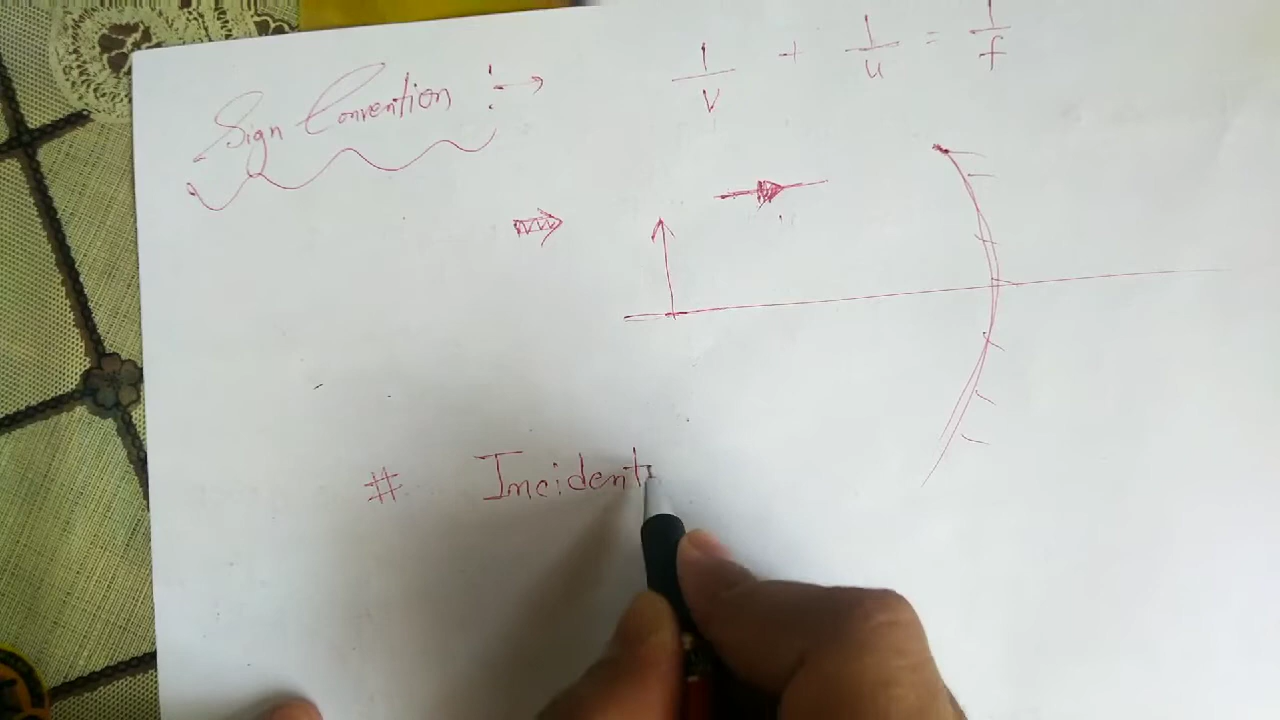 Sign Convention :→
1/v + 1/u = 1/f
# Incident